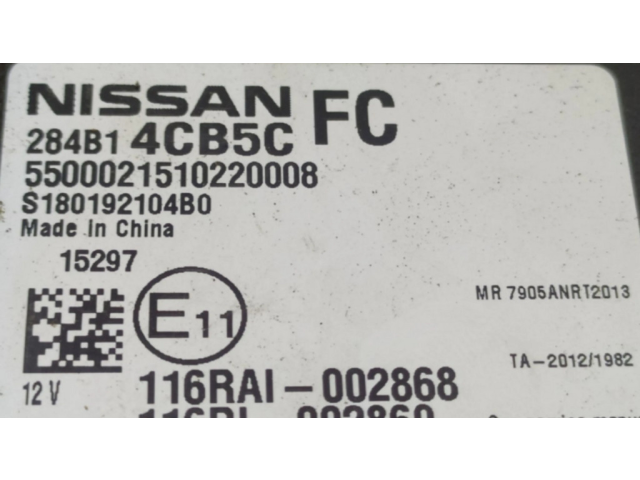 NISSAN FC
284B1 4CB5C
5500021510220008
S180192104B0
Made In China
15297
MR 7905ANRT2013
E11
TA-2012/1982
12 V
116RAI-002868